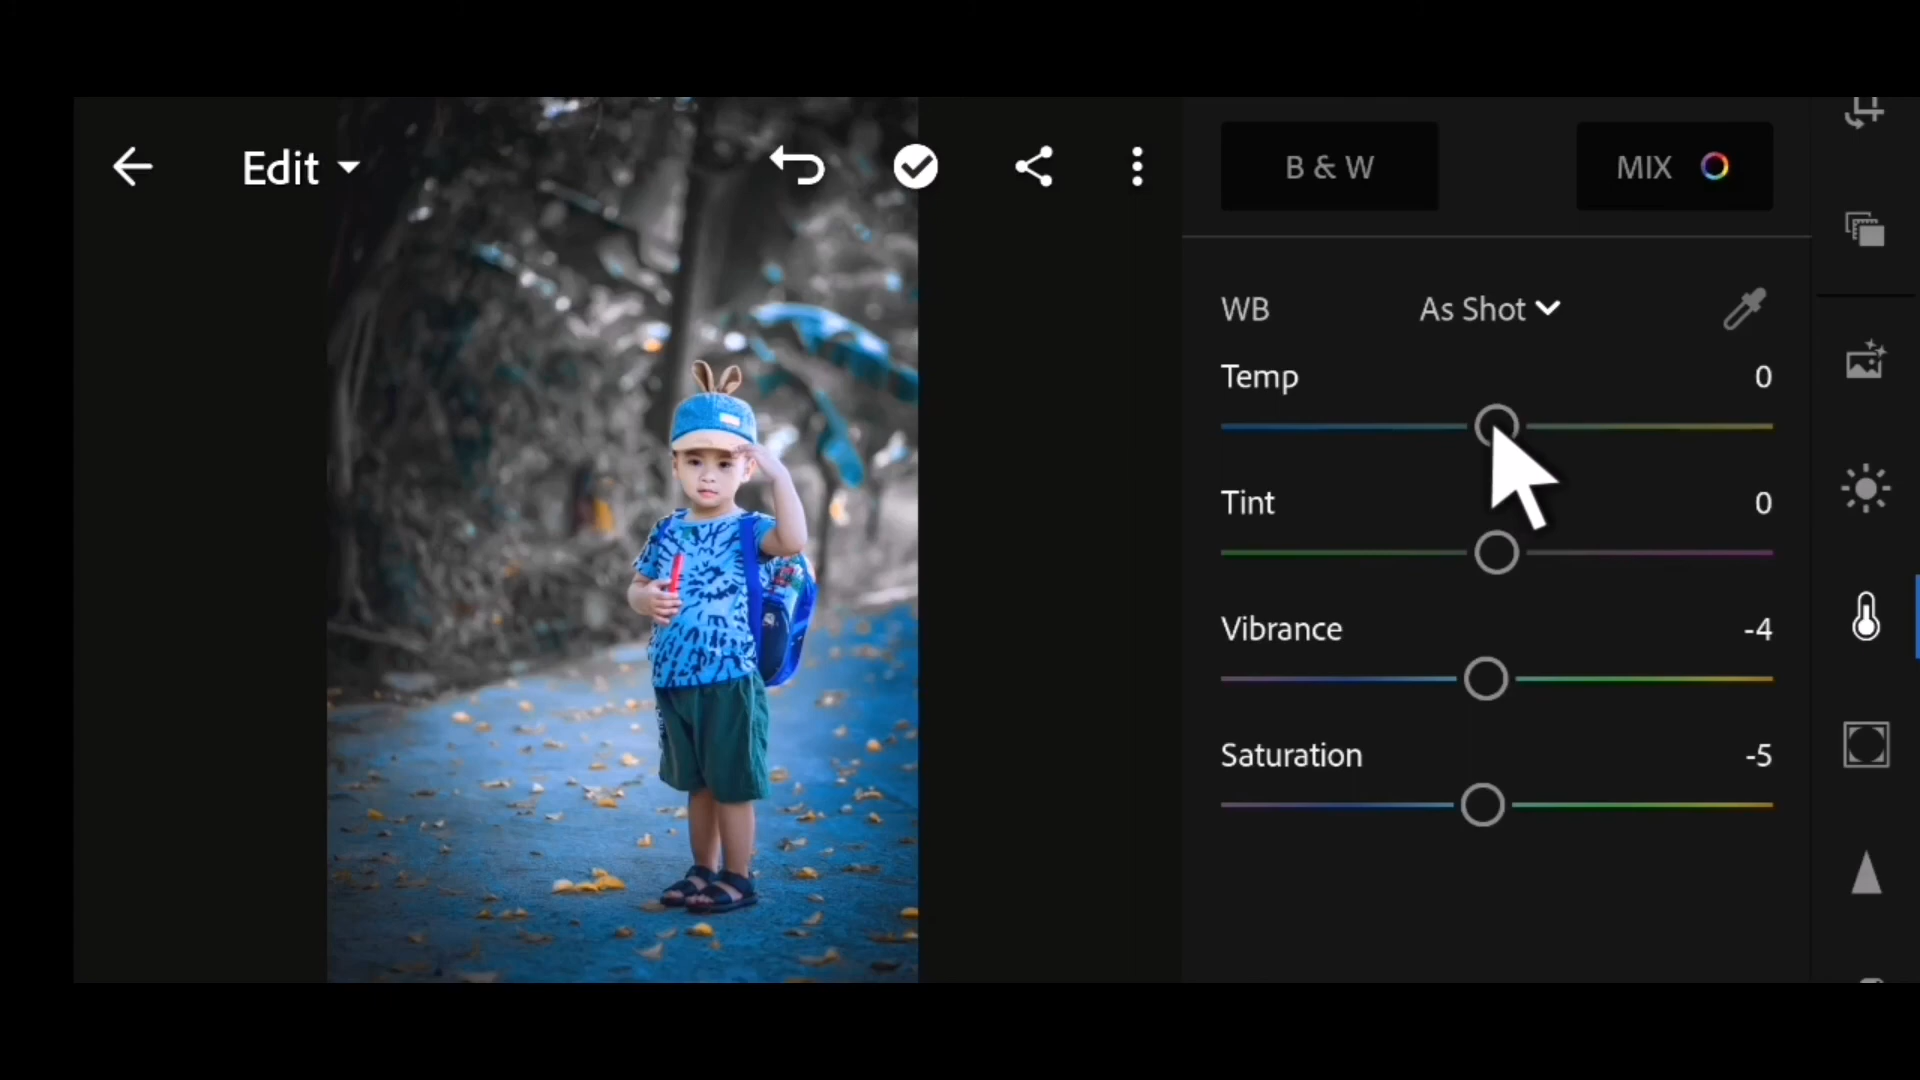 Edit
B & W
MIX
WB As Shot
Temp 0
Tint 0
Vibrance -4
Saturation -5